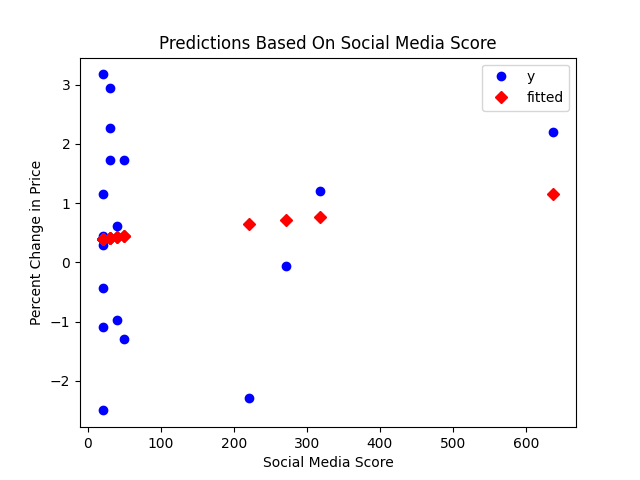 Predictions Based On Social Media Score
y
fitted
Percent Change in Price
3
2
1
0
−1
−2
0 100 200 300 400 500 600
Social Media Score